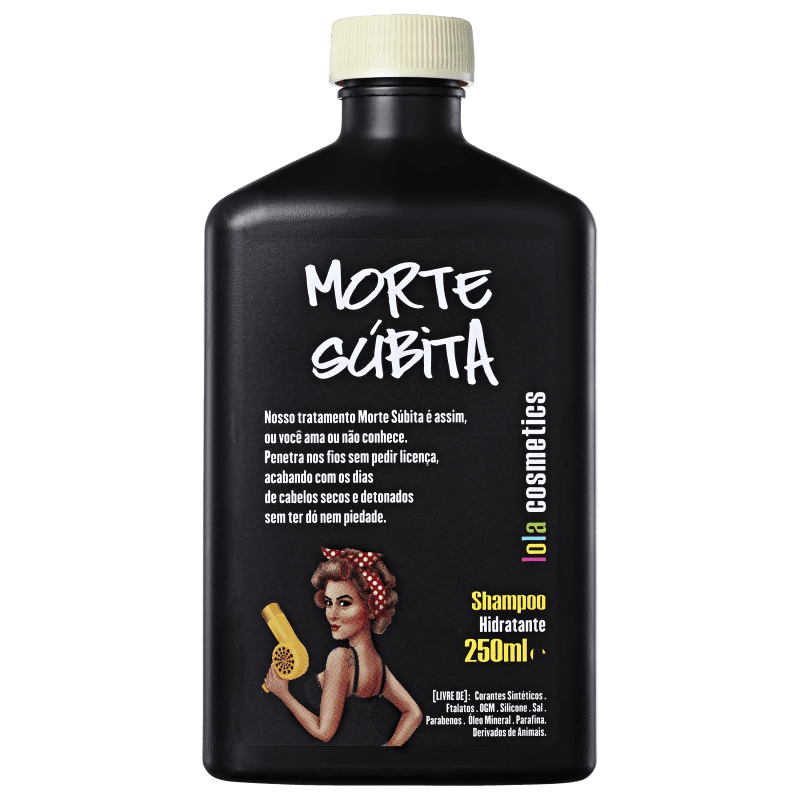 MORTE
SÚBITA
Nosso tratamento Morte Súbita é assim,
ou você ama ou não conhece.
Penetra nos fios sem pedir licença,
acabando com os dias
de cabelos secos e detonados
sem ter dó nem piedade.
lola cosmetics
Shampoo
Hidratante
250ml e
[LIVRE DE]: Corantes Sintéticos .
Ftalatos . OGM . Silicone . Sal .
Parabenos . Óleo Mineral . Parafina.
Derivados de Animais.